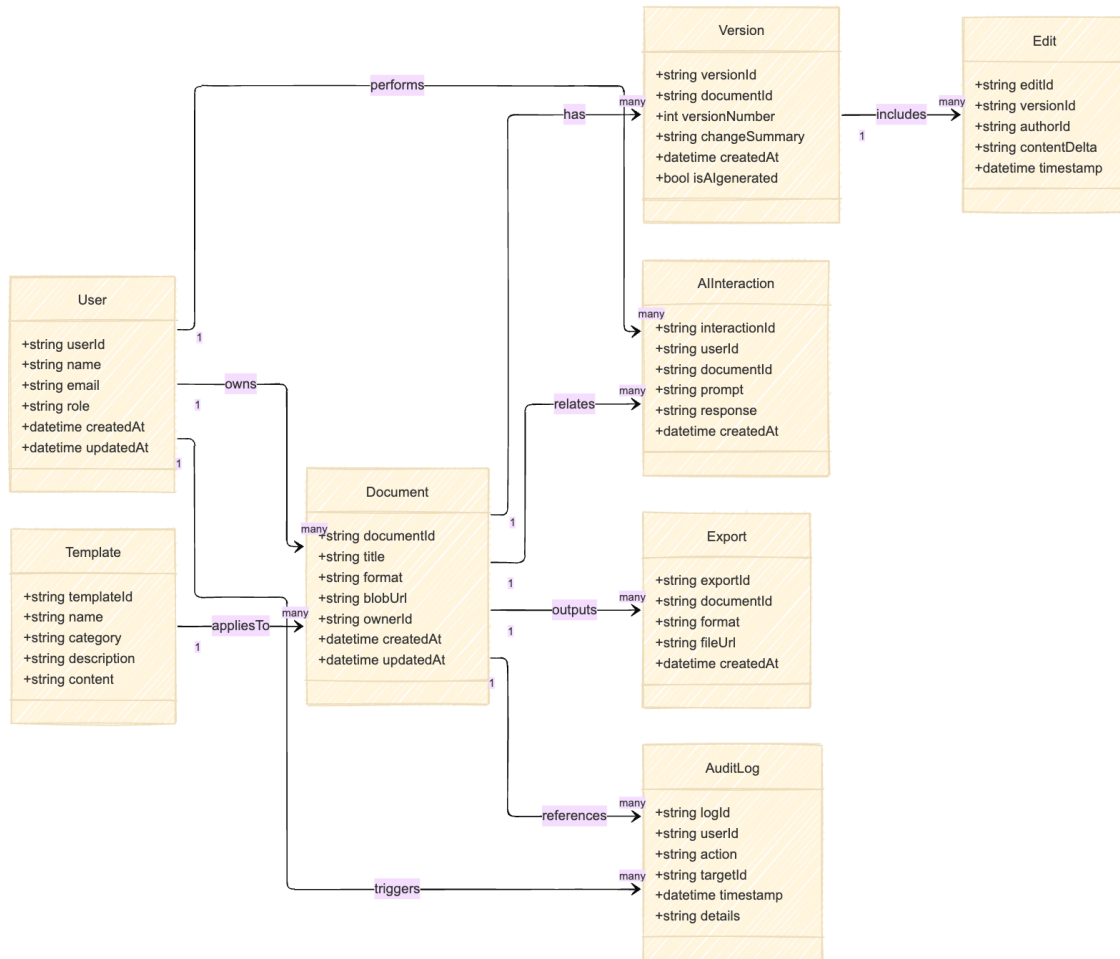 User
+string userId
+string name
+string email
+string role
+datetime createdAt
+datetime updatedAt
Template
+string templateId
+string name
+string category
+string description
+string content
performs
1
owns
1
many
1
appliesTo
1
many
triggers
many
Document
+string documentId
+string title
+string format
+string blobUrl
+string ownerId
+datetime createdAt
+datetime updatedAt
has
1
many
relates
1
many
outputs
1
many
references
1
many
Version
+string versionId
+string documentId
+int versionNumber
+string changeSummary
+datetime createdAt
+bool isAIgenerated
includes
1
many
Edit
+string editId
+string versionId
+string authorId
+string contentDelta
+datetime timestamp
many
AIInteraction
+string interactionId
+string userId
+string documentId
+string prompt
+string response
+datetime createdAt
Export
+string exportId
+string documentId
+string format
+string fileUrl
+datetime createdAt
AuditLog
+string logId
+string userId
+string action
+string targetId
+datetime timestamp
+string details